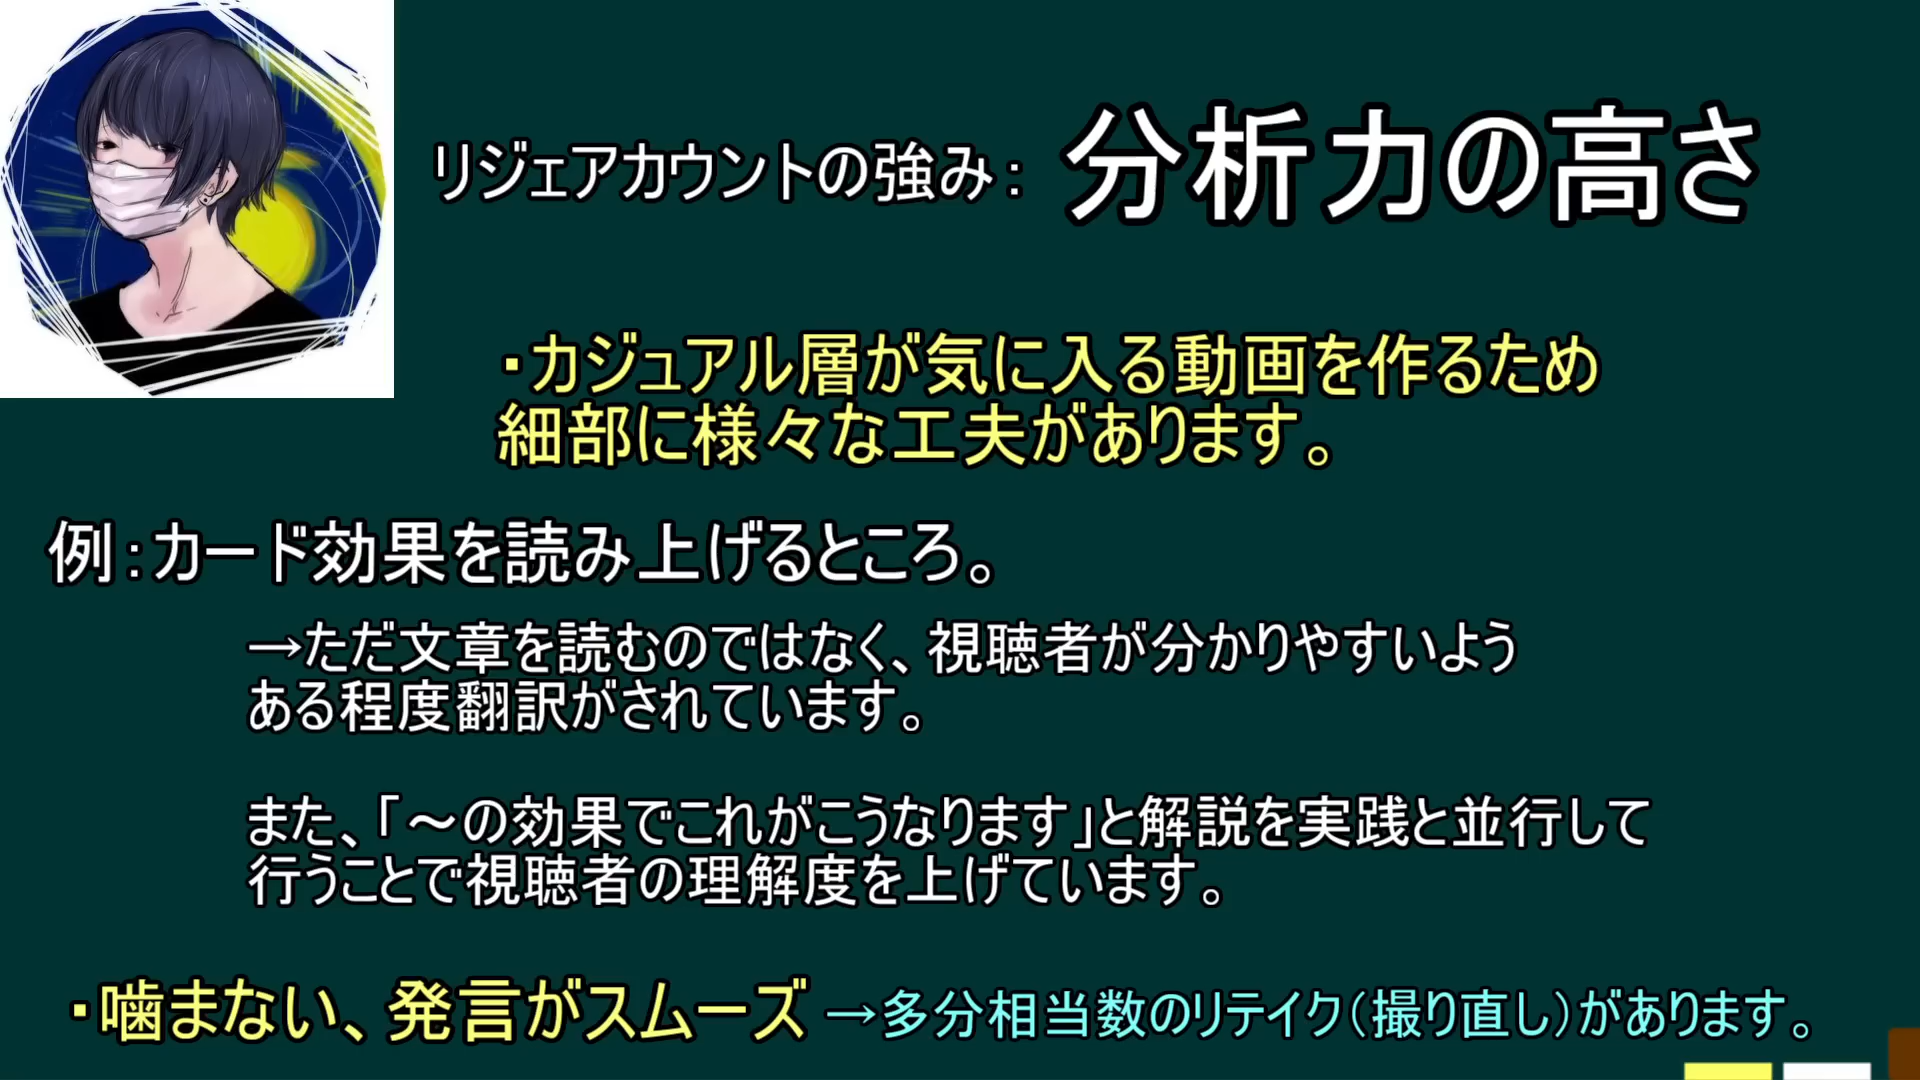 リジェアカウントの強み： 分析力の高さ
・カジュアル層が気に入る動画を作るため
細部に様々な工夫があります。
例：カード効果を読み上げるところ。
→ただ文章を読むのではなく、視聴者が分かりやすいよう
ある程度翻訳がされています。
また、「～の効果でこれがこうなります」と解説を実践と並行して
行うことで視聴者の理解度を上げています。
・噛まない、発言がスムーズ →多分相当数のリテイク（撮り直し）があります。